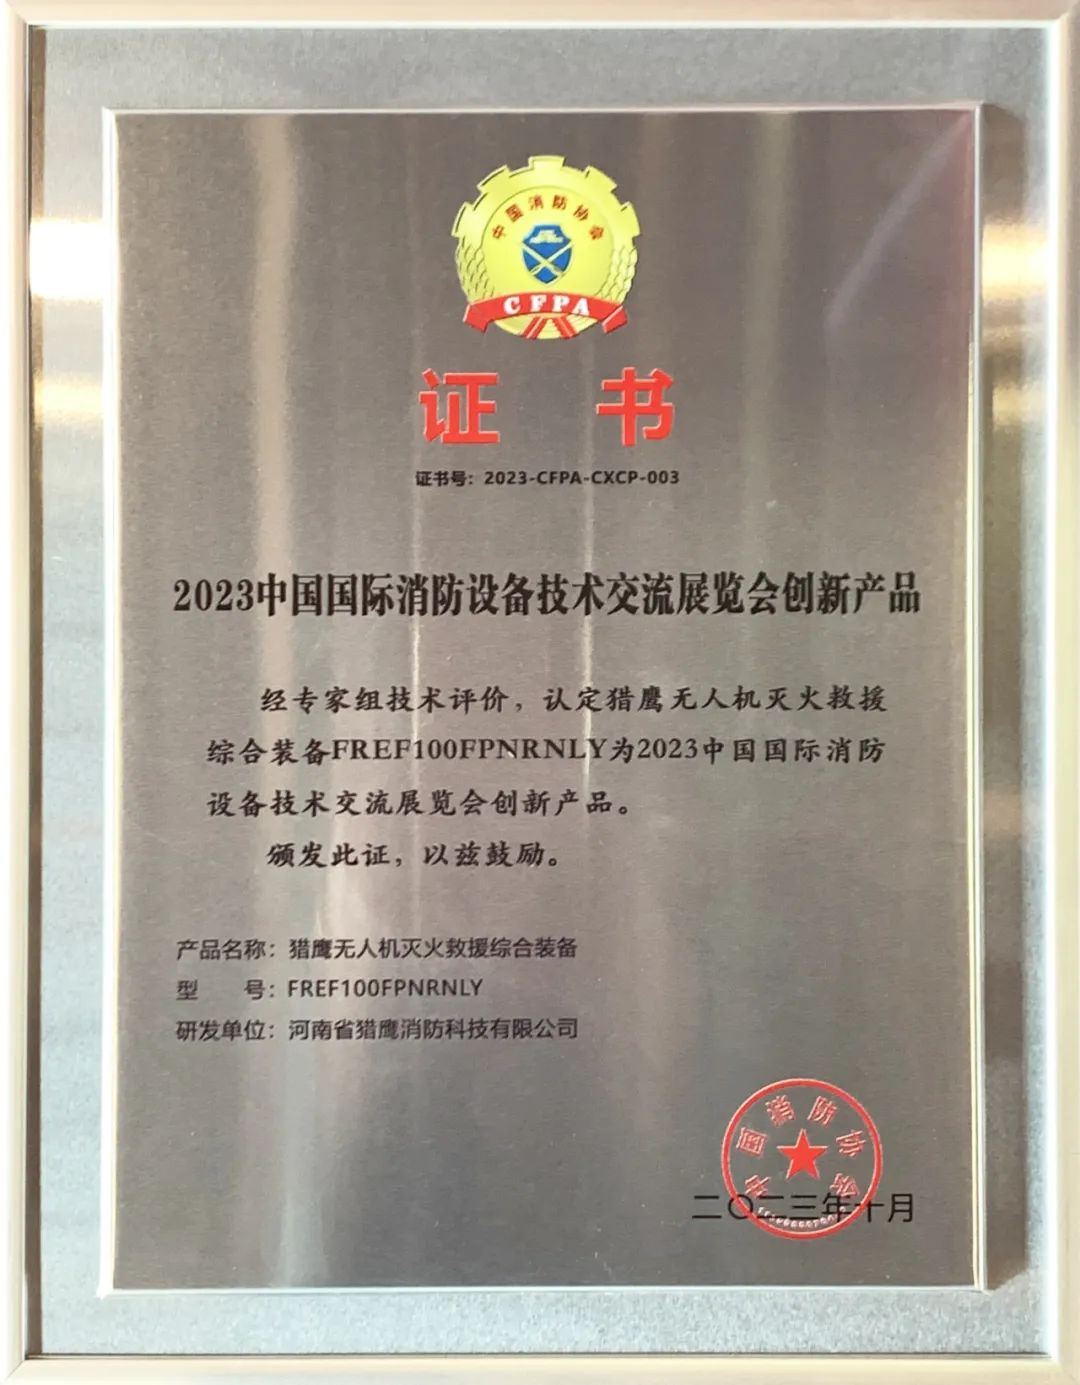 中国消防协会
CFPA
证 书
证书号：2023-CFPA-CXCP-003
2023中国国际消防设备技术交流展览会创新产品
经专家组技术评价，认定猎鹰无人机灭火救援
综合装备FREF100FPNRNLY为2023中国国际消防
设备技术交流展览会创新产品。
颁发此证，以兹鼓励。
产品名称：猎鹰无人机灭火救援综合装备
型 号：FREF100FPNRNLY
研发单位：河南省猎鹰消防科技有限公司
中国消防协会
二〇二三年十月